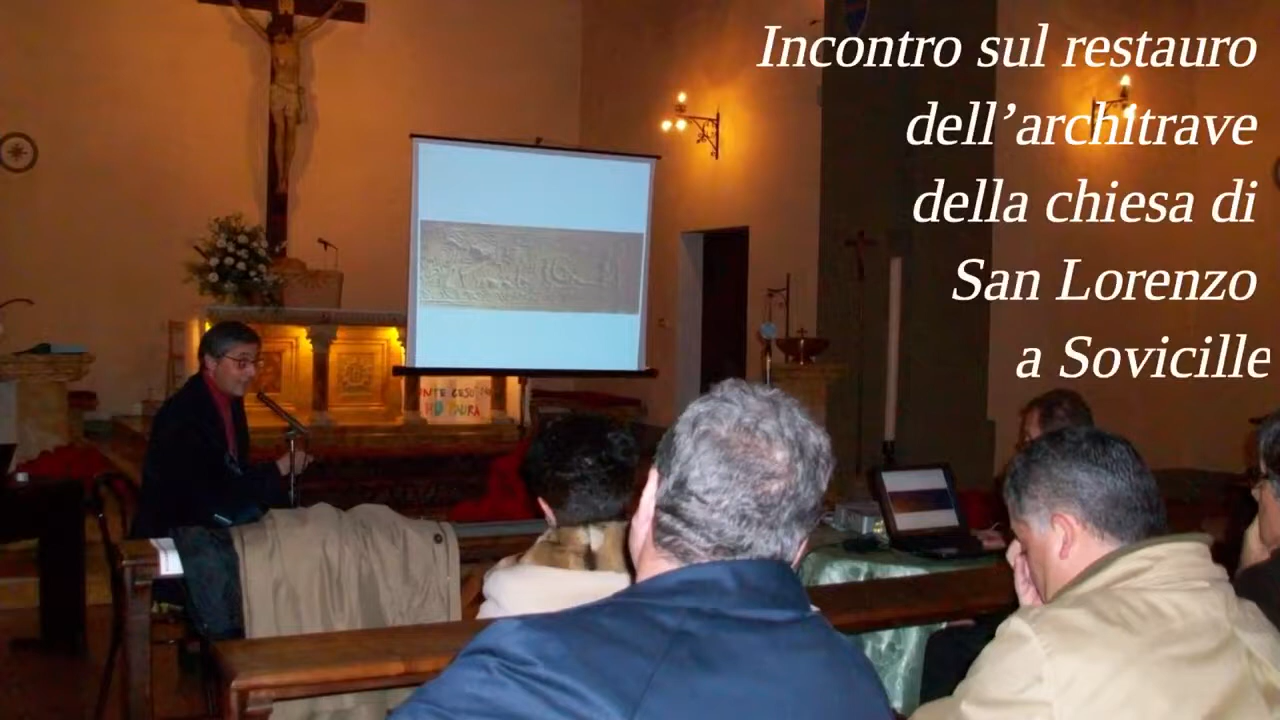 Incontro sul restauro
dell’architrave
della chiesa di
San Lorenzo
a Sovicille